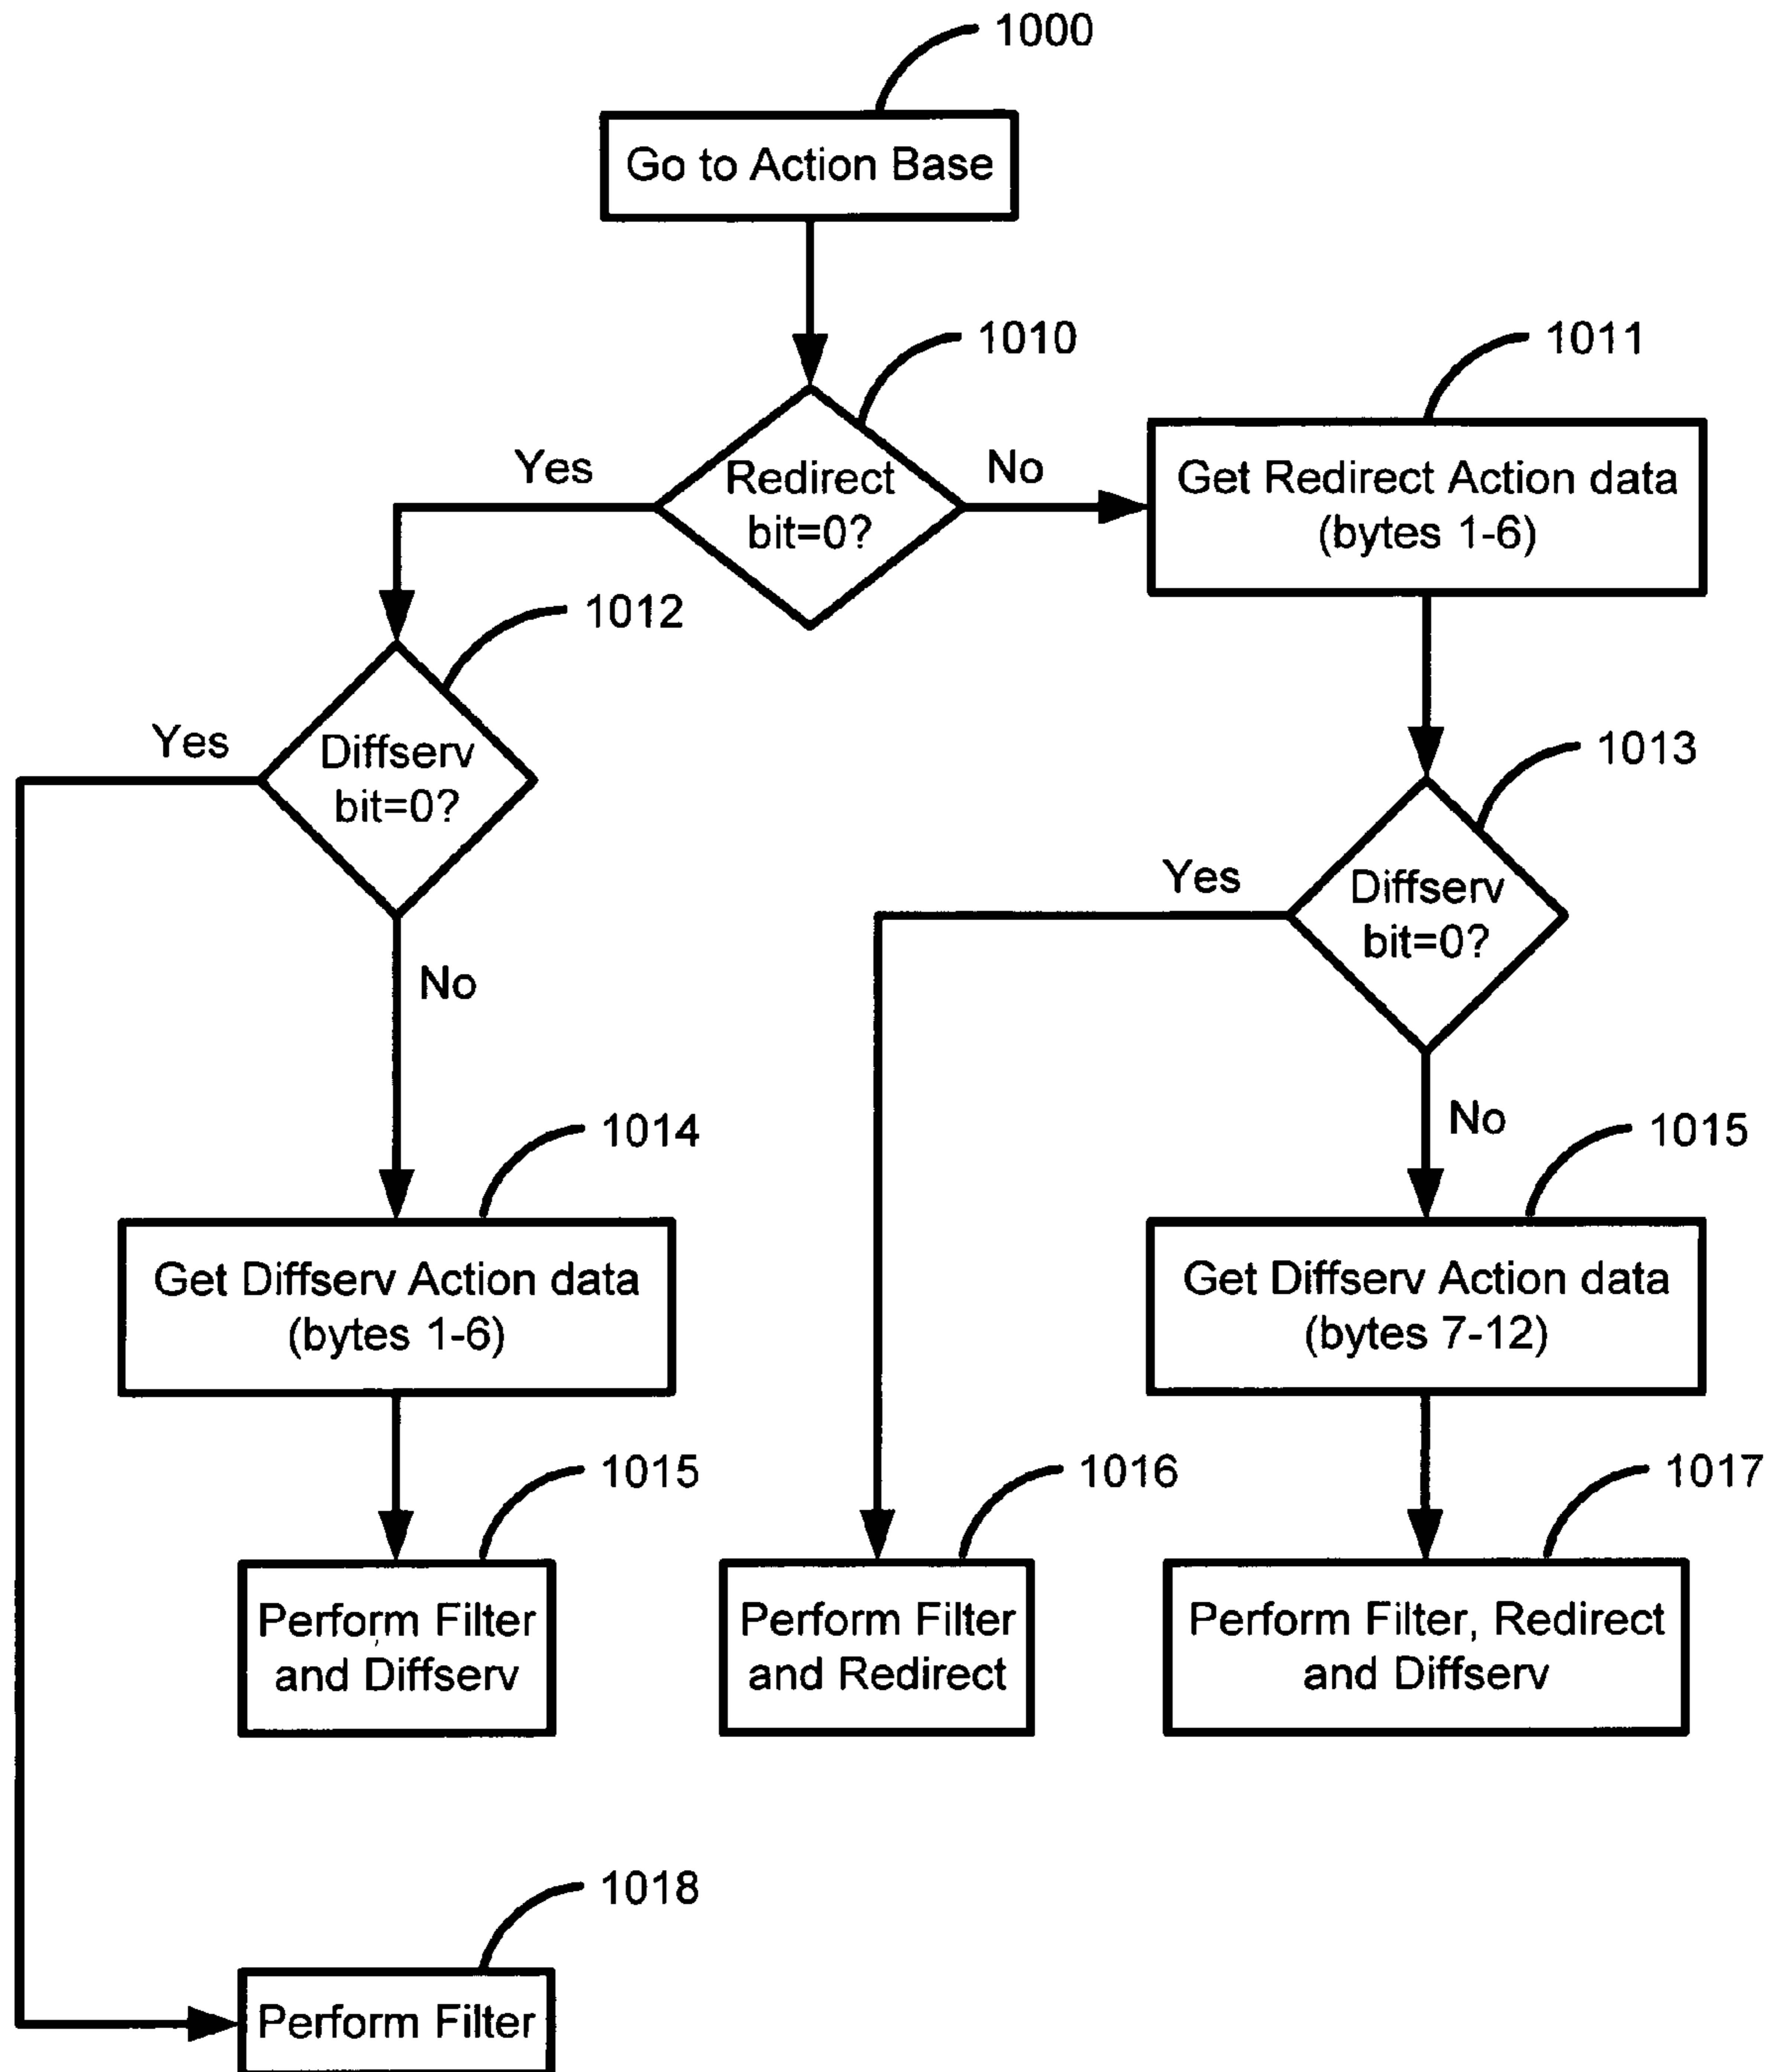 1000
Go to Action Base
1010
1011
Yes
Redirect
bit=0?
No
Get Redirect Action data
(bytes 1-6)
1012
Yes
Diffserv
bit=0?
No
1013
Yes
Diffserv
bit=0?
No
1014
1015
Get Diffserv Action data
(bytes 1-6)
Get Diffserv Action data
(bytes 7-12)
1015
1016
1017
Perform Filter
and Diffserv
Perform Filter
and Redirect
Perform Filter, Redirect
and Diffserv
1018
Perform Filter